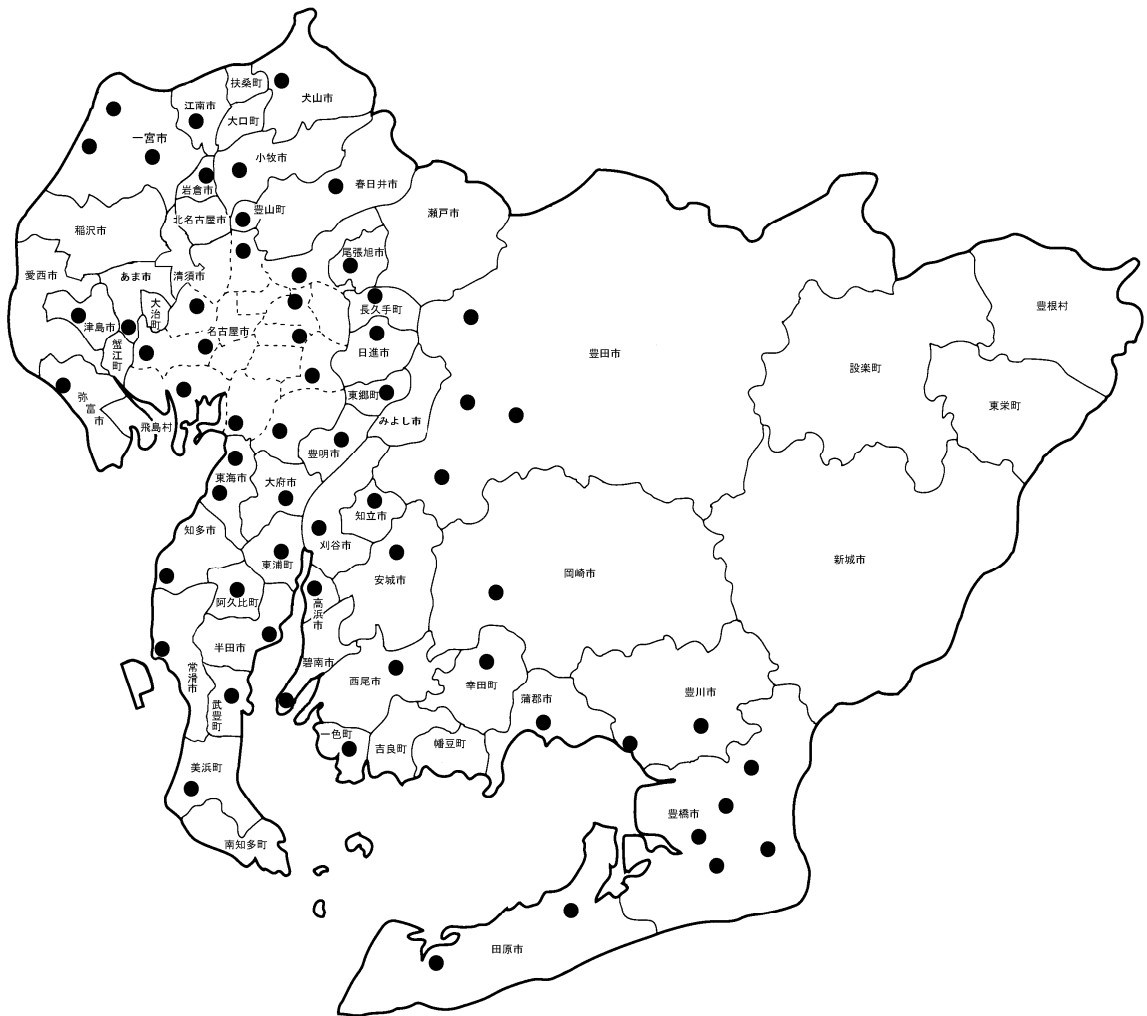 扶桑町
犬山市
江南市
大口町
一宮市
小牧市
岩倉市
春日井市
豊山町
瀬戸市
北名古屋市
稲沢市
尾張旭市
愛西市
あま市
清須市
豊根村
大治町
長久手町
津島市
名古屋市
蟹江町
日進市
豊田市
設楽町
東郷町
弥富市
東栄町
みよし市
飛島村
豊明市
東海市
大府市
知立市
知多市
刈谷市
東浦町
新城市
安城市
岡崎市
阿久比町
高浜市
半田市
碧南市
常滑市
西尾市
幸田町
豊川市
蒲郡市
武豊町
一色町
吉良町
幡豆町
美浜町
豊橋市
南知多町
田原市